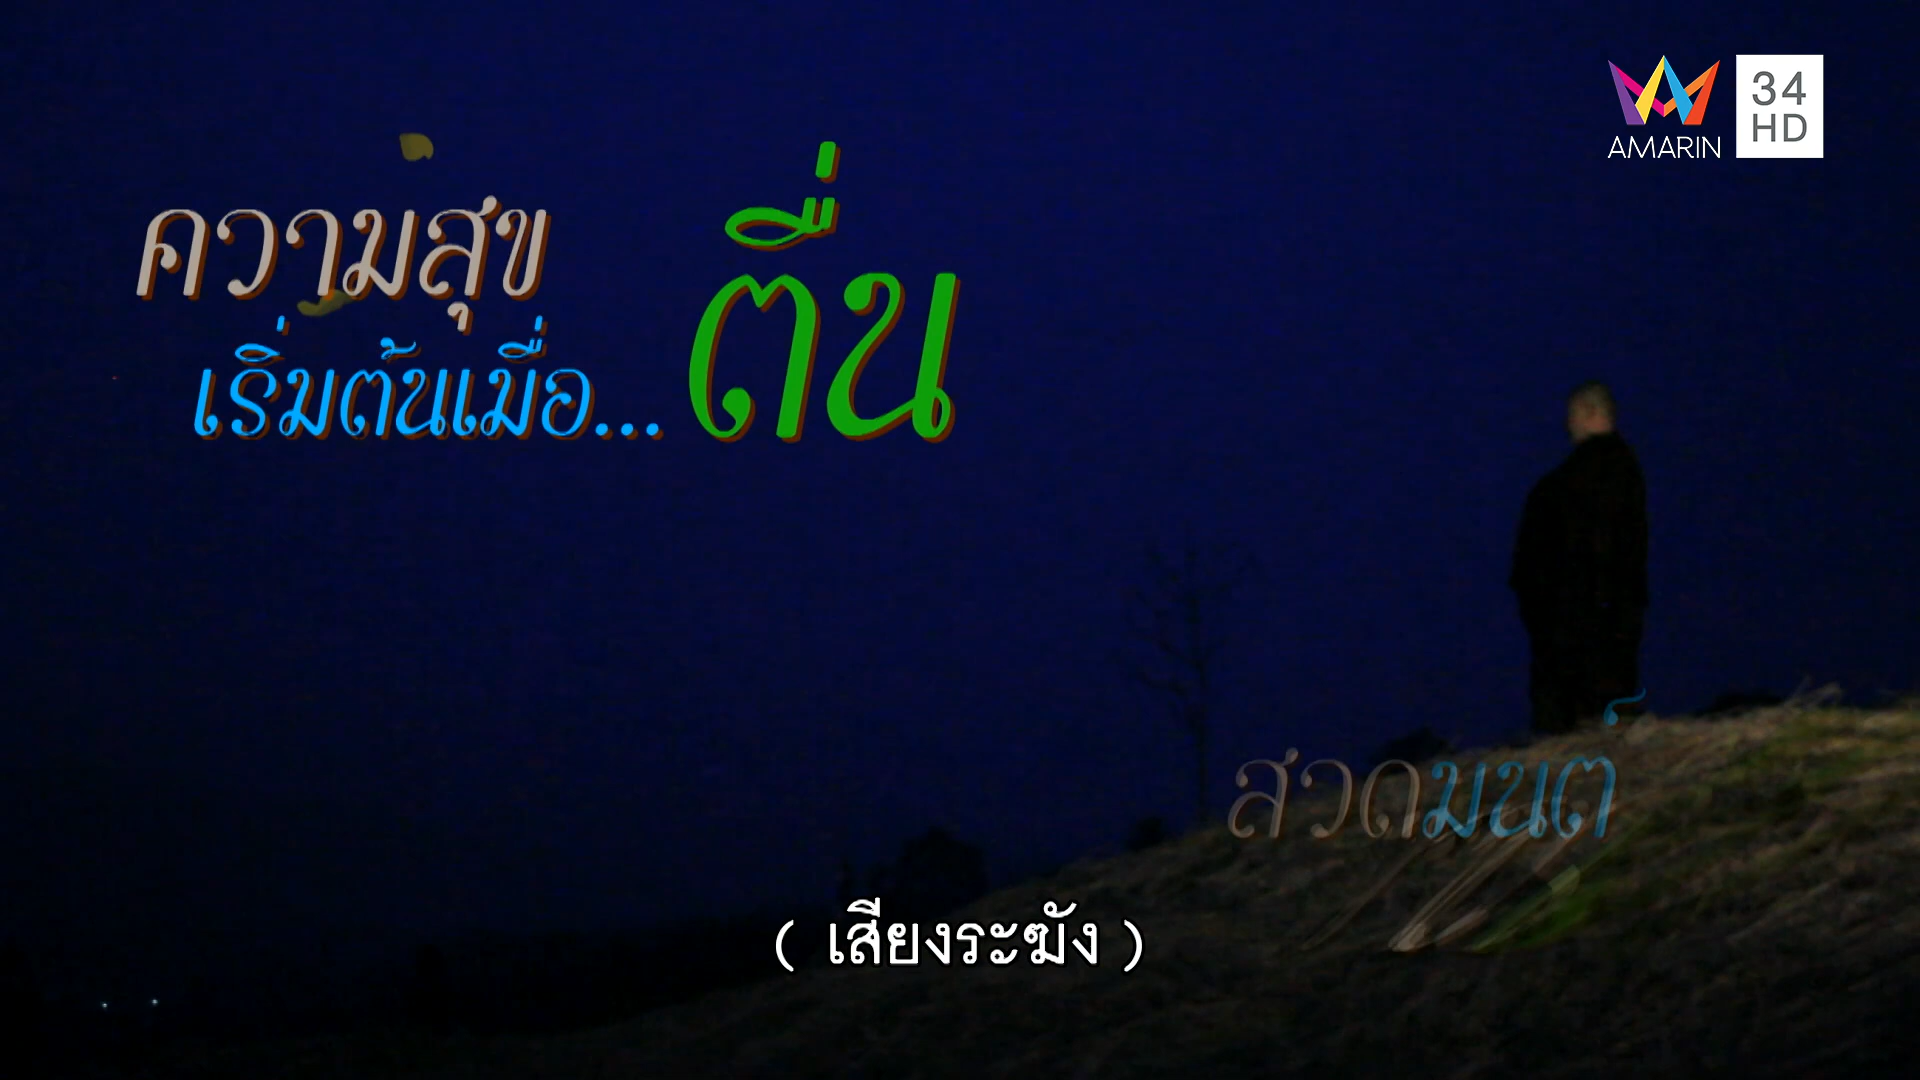 AMARIN
34
HD
ความสุข
เริ่มต้นเมื่อ... ตื่น
สวดมนต์
( เสียงระฆัง )